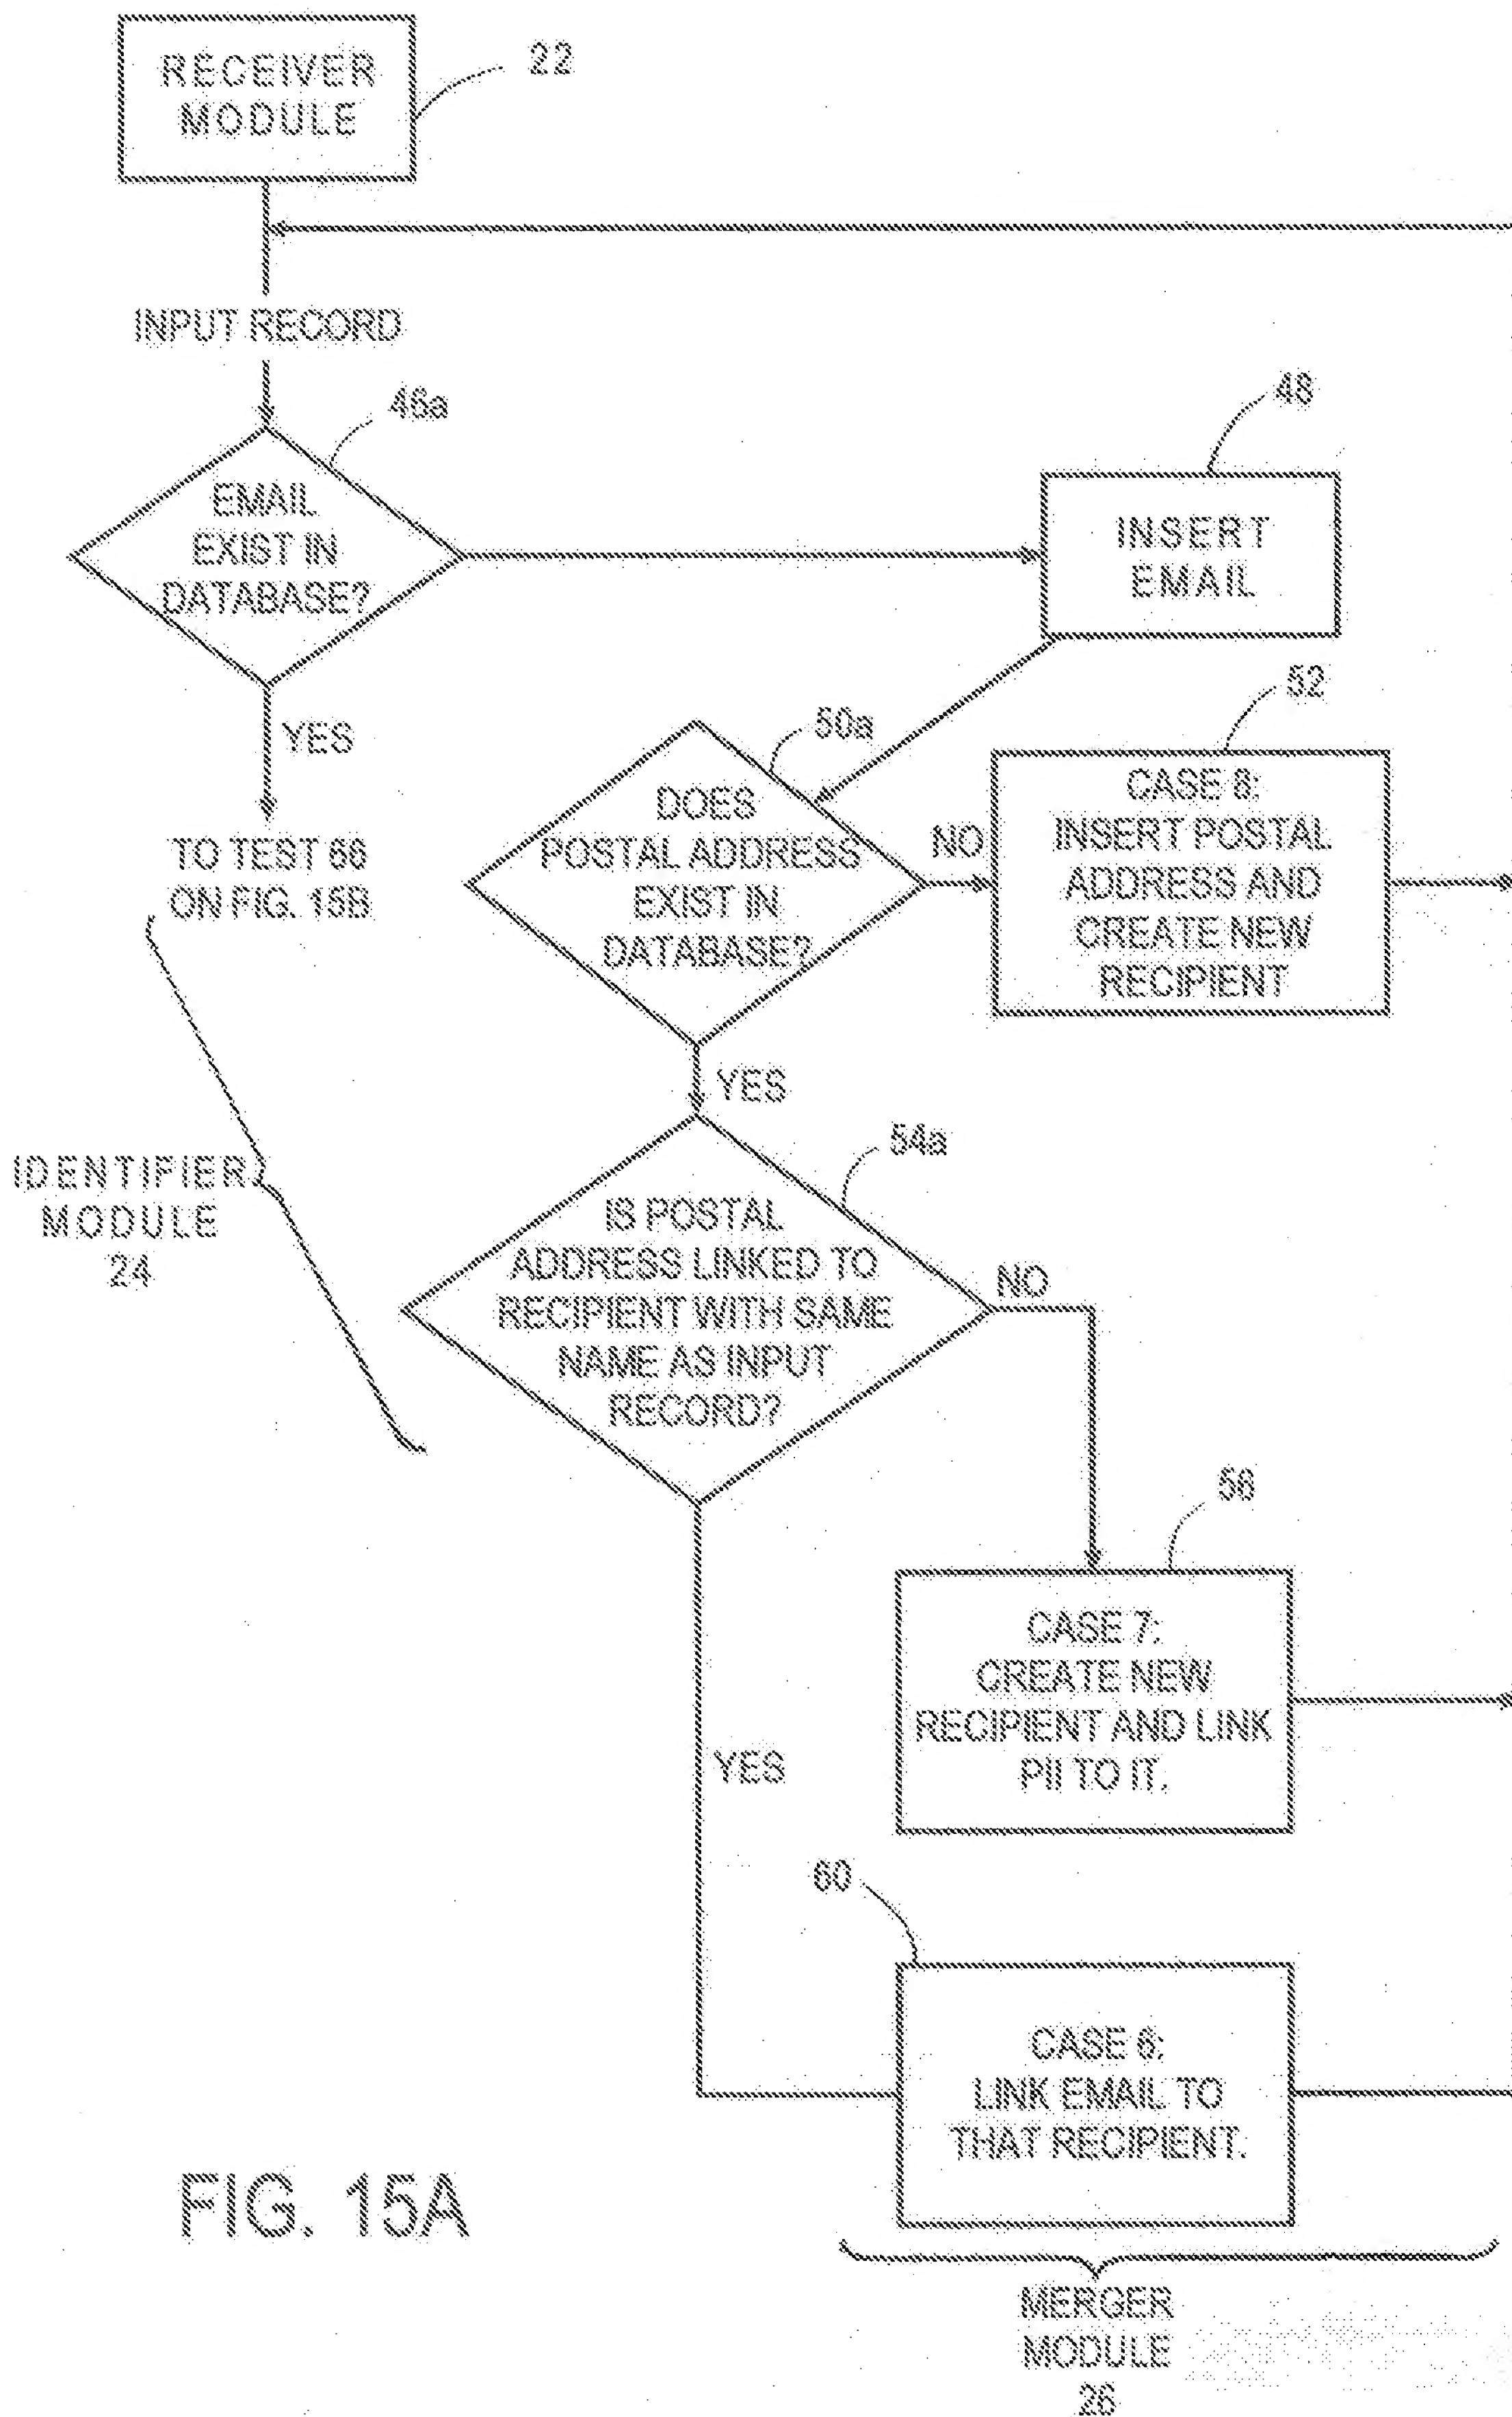 RECEIVER
MODULE
22
INPUT RECORD
46a
EMAIL
EXIST IN
DATABASE?
48
INSERT
EMAIL
YES
TO TEST 66
ON FIG. 15B
50a
DOES
POSTAL ADDRESS
EXIST IN
DATABASE?
NO
52
CASE 8:
INSERT POSTAL
ADDRESS AND
CREATE NEW
RECIPIENT
YES
IDENTIFIER
MODULE
24
54a
IS POSTAL
ADDRESS LINKED TO
RECIPIENT WITH SAME
NAME AS INPUT
RECORD?
NO
56
CASE 7:
CREATE NEW
RECIPIENT AND LINK
PII TO IT.
YES
60
CASE 6:
LINK EMAIL TO
THAT RECIPIENT.
FIG. 15A
MERGER
MODULE
26